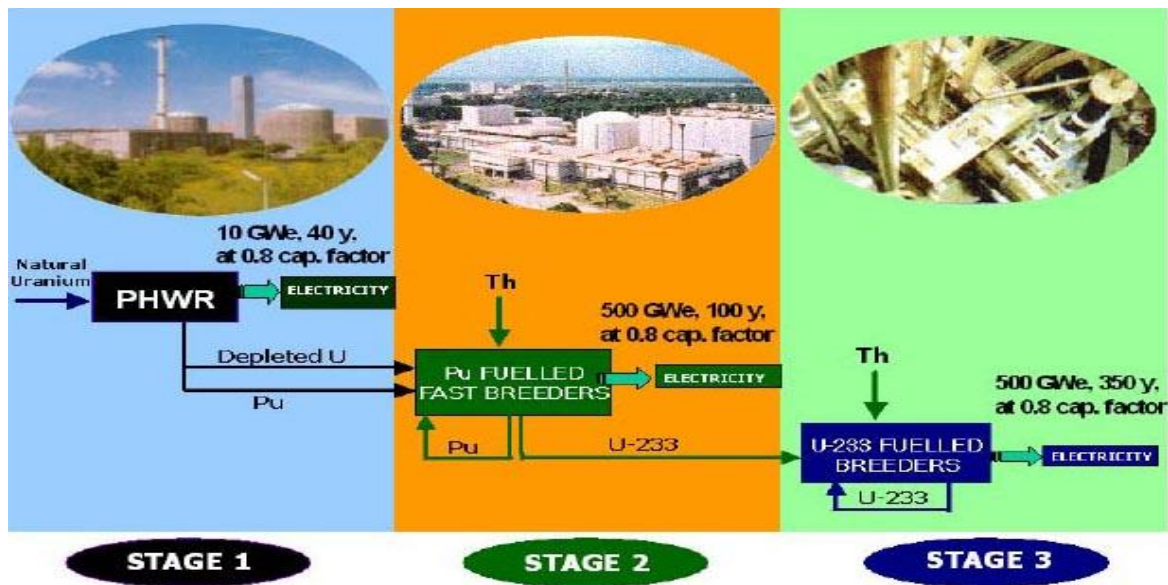 10 GWe, 40 y,
at 0.8 cap. factor
Natural
Uranium
PHWR
ELECTRICITY
Depleted U
Pu
Th
500 GWe, 100 y,
at 0.8 cap. factor
Pu FUELLED
FAST BREEDERS
ELECTRICITY
Pu
U-233
Th
500 GWe, 350 y,
at 0.8 cap. factor
U-233 FUELLED
BREEDERS
ELECTRICITY
U-233
STAGE 1
STAGE 2
STAGE 3